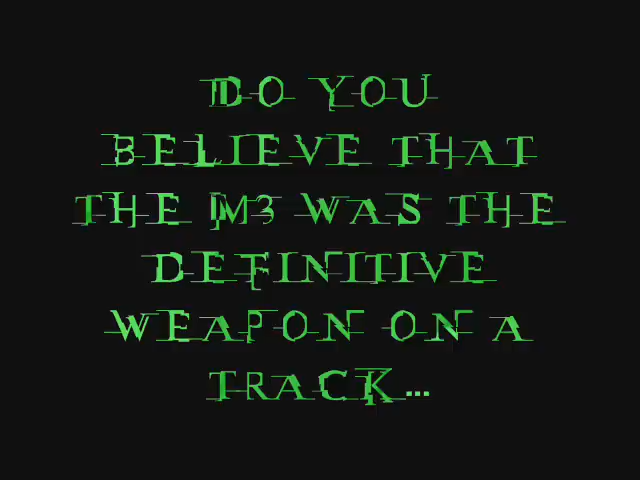 DO YOU
BELIEVE THAT
THE M3 WAS THE
DEFINITIVE
WEAPON ON A
TRACK...